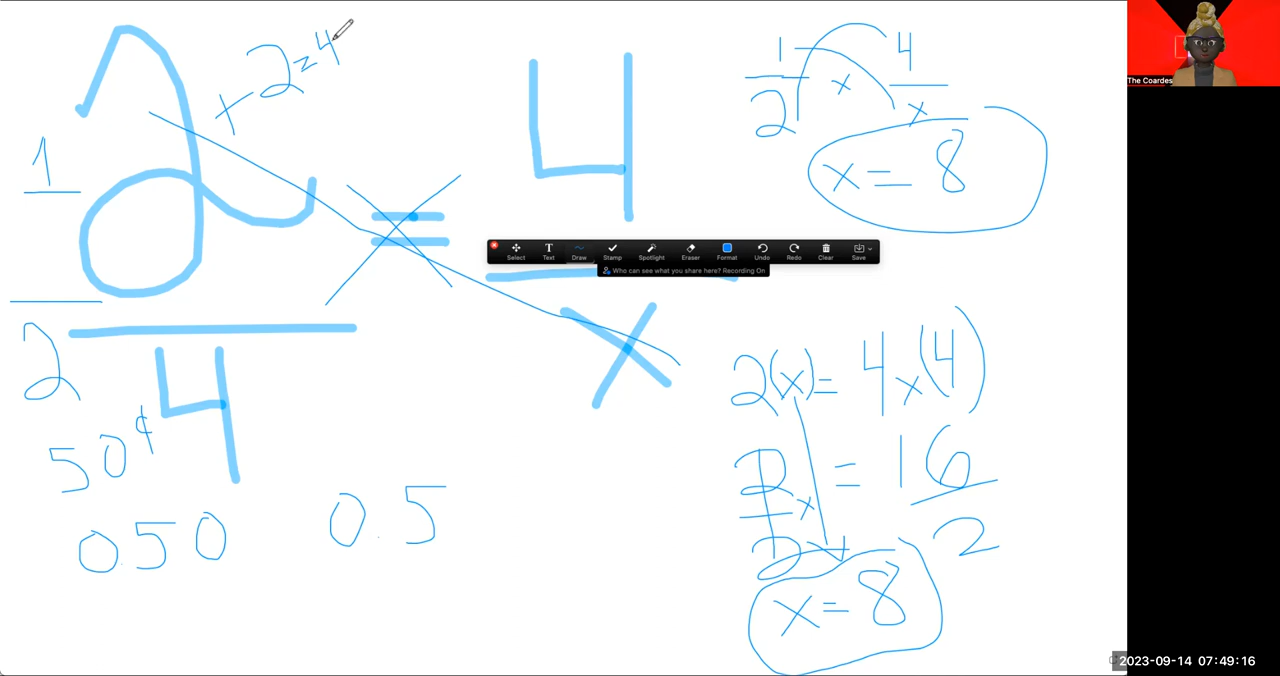 2 x 2 = 4
4
=
4
x
1
2
50¢
0.50
0.5
1 x 4
2 x
x = 8
2(x) = 4 x (4)
2 x = 16
2 2
x = 8
Select Text Draw Stamp Spotlight Eraser Format Undo Redo Clear Save
Who can see what you share here? Recording On
The Coardes
2023-09-14 07:49:16